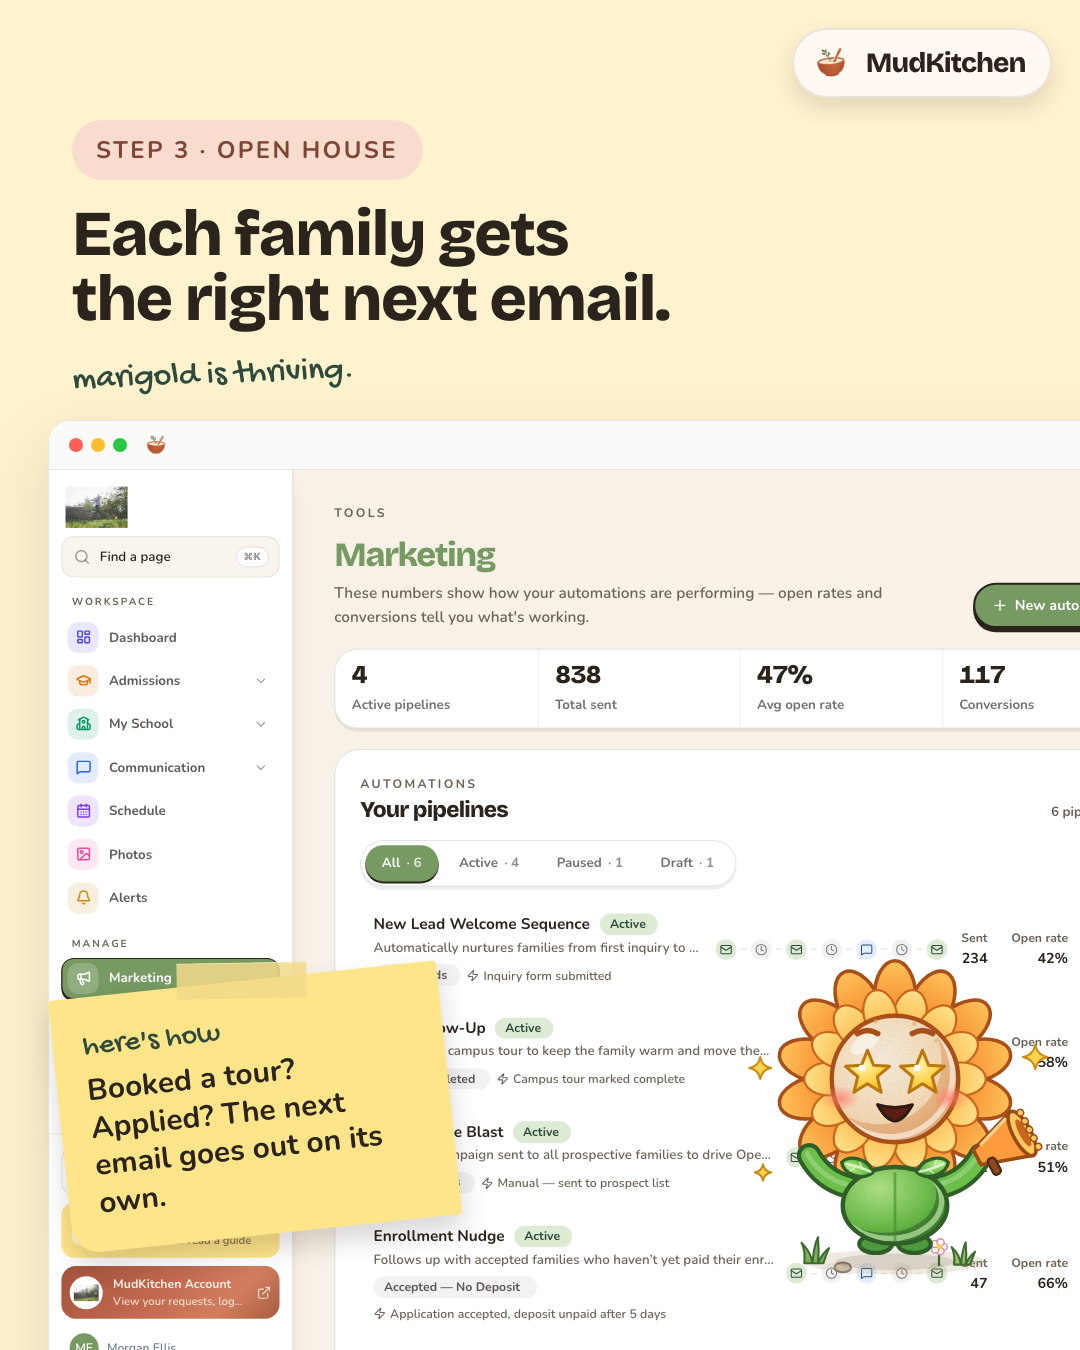 MudKitchen
STEP 3 · OPEN HOUSE
Each family gets
the right next email.
marigold is thriving.
Find a page
⌘K
WORKSPACE
Dashboard
Admissions
My School
Communication
Schedule
Photos
Alerts
MANAGE
Marketing
TOOLS
Marketing
These numbers show how your automations are performing — open rates and
conversions tell you what's working.
+ New auto
4
Active pipelines
838
Total sent
47%
Avg open rate
117
Conversions
AUTOMATIONS
Your pipelines
6 pip
All · 6
Active · 4
Paused · 1
Draft · 1
New Lead Welcome Sequence Active
Automatically nurtures families from first inquiry to ...
Inquiry form submitted
Sent
234
Open rate
42%
ow-Up Active
campus tour to keep the family warm and move the...
leted
Campus tour marked complete
Open rate
58%
e Blast Active
npaign sent to all prospective families to drive Ope...
Manual — sent to prospect list
rate
51%
Enrollment Nudge Active
Follows up with accepted families who haven't yet paid their enr...
Accepted — No Deposit
Application accepted, deposit unpaid after 5 days
Sent
47
Open rate
66%
here's how
Booked a tour?
Applied? The next
email goes out on its
own.
read a guide
MudKitchen Account
View your requests, log...
ME
Morgan Ellis